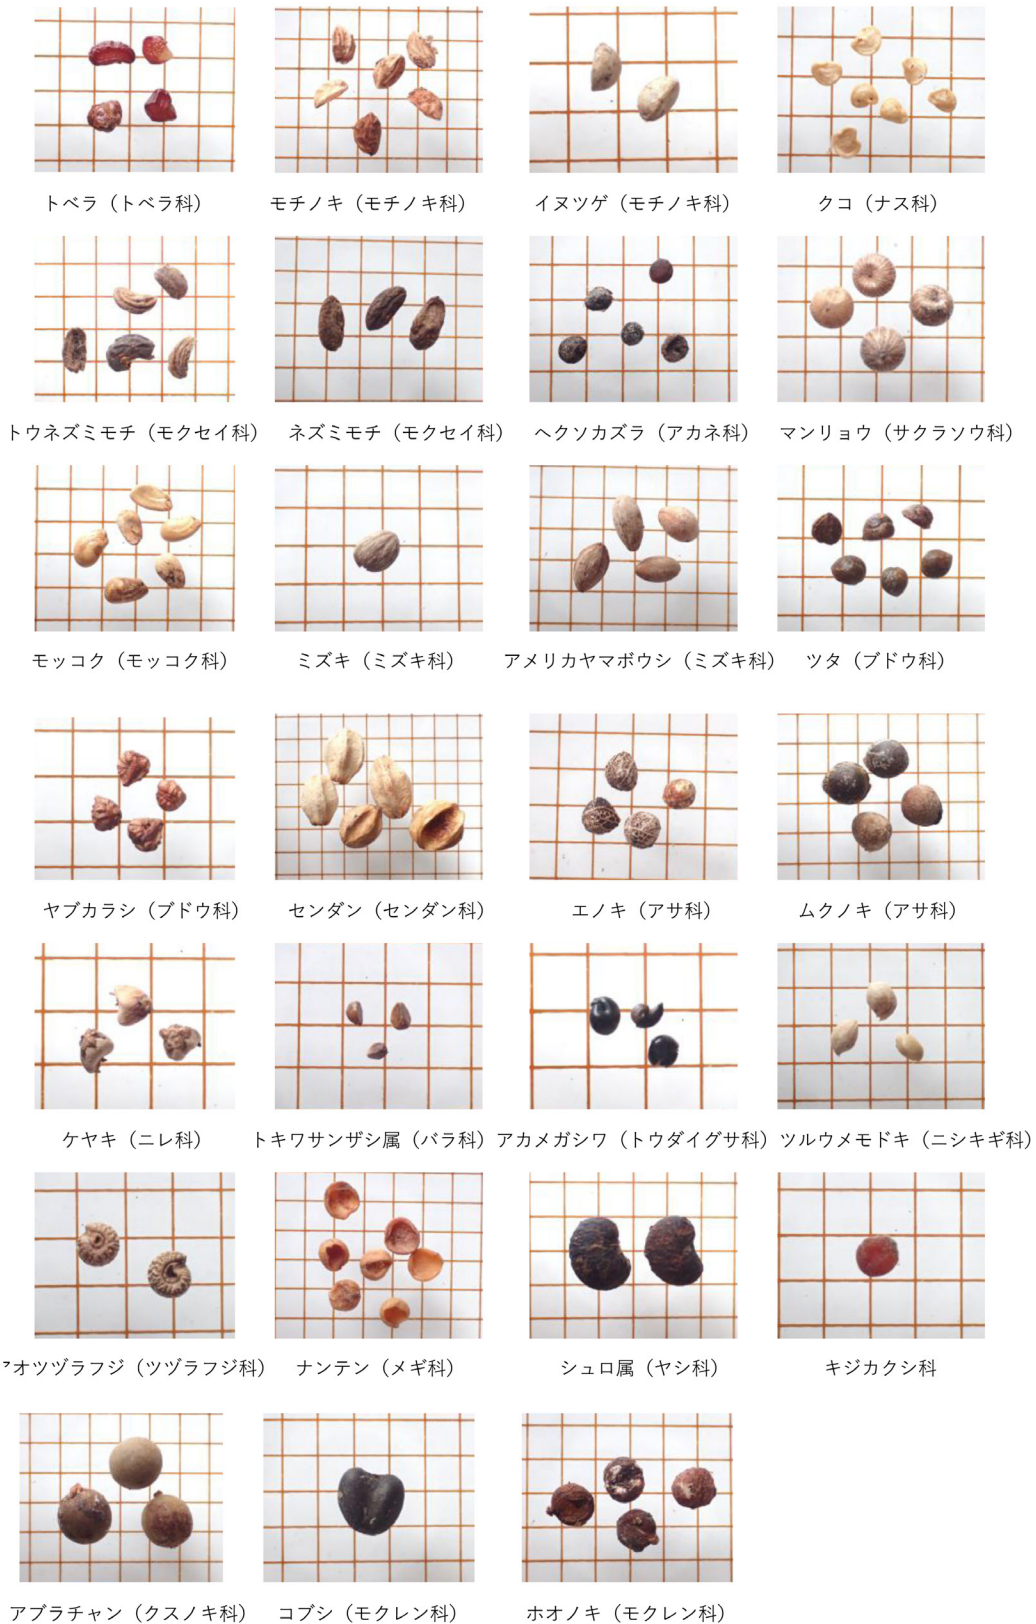 トベラ（トベラ科） モチノキ（モチノキ科） イヌツゲ（モチノキ科） クコ（ナス科）
トウネズミモチ（モクセイ科） ネズミモチ（モクセイ科） ヘクソカズラ（アカネ科） マンリョウ（サクラソウ科）
モッコク（モッコク科） ミズキ（ミズキ科） アメリカヤマボウシ（ミズキ科） ツタ（ブドウ科）
ヤブカラシ（ブドウ科） センダン（センダン科） エノキ（アサ科） ムクノキ（アサ科）
ケヤキ（ニレ科） トキワサンザシ属（バラ科） アカメガシワ（トウダイグサ科） ツルウメモドキ（ニシキギ科）
アオツヅラフジ（ツヅラフジ科） ナンテン（メギ科） シュロ属（ヤシ科） キジカクシ科
アブラチャン（クスノキ科） コブシ（モクレン科） ホオノキ（モクレン科）